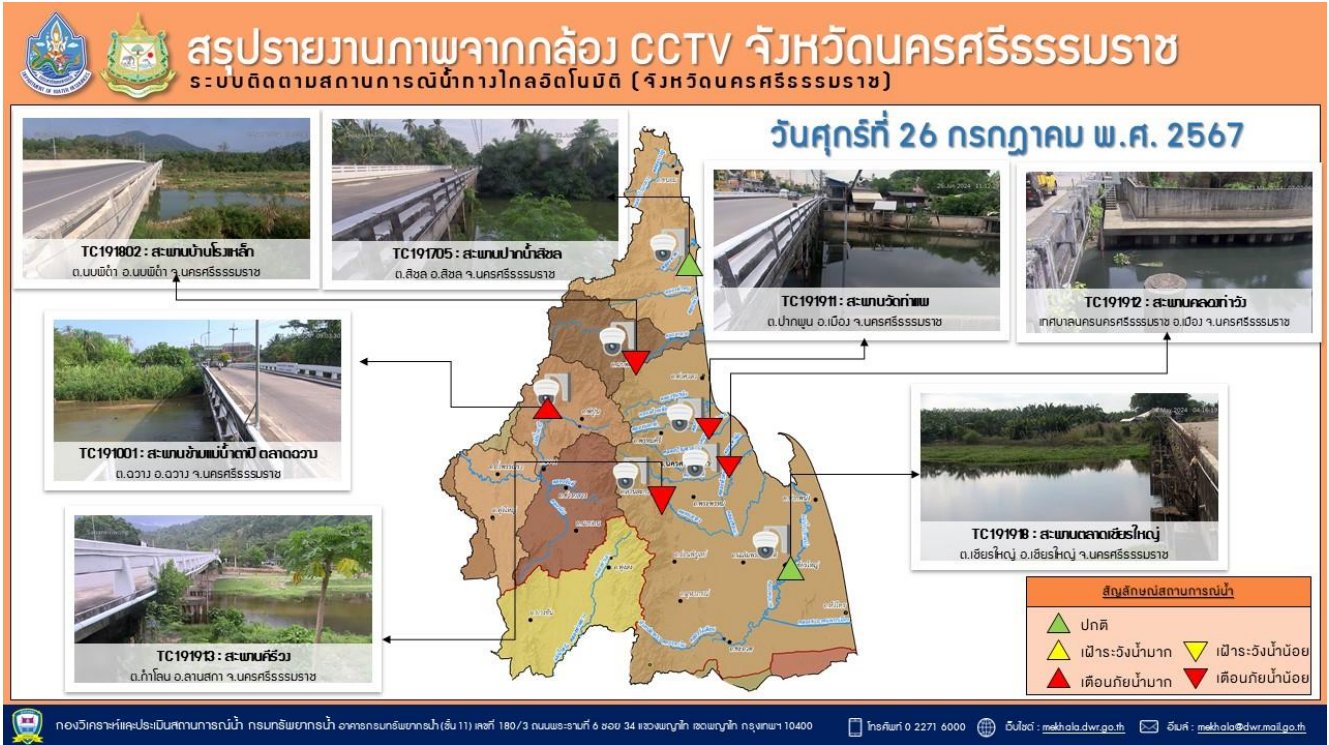 สรุปรายงานภาพจากกล้อง CCTV จังหวัดนครศรีธรรมราช
ระบบติดตามสถานการณ์น้ำทางไกลอัตโนมัติ (จังหวัดนครศรีธรรมราช)
วันศุกร์ที่ 26 กรกฎาคม พ.ศ. 2567
TC191802 : สะพานบ้านโรงเหล็ก
ต.นบพิตำ อ.นบพิตำ จ.นครศรีธรรมราช
TC191705 : สะพานปากน้ำสิชล
ต.สิชล อ.สิชล จ.นครศรีธรรมราช
TC191911 : สะพานวัดท่าแพ
ต.ปากพูน อ.เมือง จ.นครศรีธรรมราช
TC191912 : สะพานคลองท่าวัง
เทศบาลนครนครศรีธรรมราช อ.เมือง จ.นครศรีธรรมราช
TC191001 : สะพานข้ามแม่น้ำตาปี ตลาดฉวาง
ต.ฉวาง อ.ฉวาง จ.นครศรีธรรมราช
TC191918 : สะพานตลาดเชียรใหญ่
ต.เชียรใหญ่ อ.เชียรใหญ่ จ.นครศรีธรรมราช
TC191913 : สะพานคีรีวง
ต.กำโลน อ.ลานสกา จ.นครศรีธรรมราช
สัญลักษณ์สถานการณ์น้ำ
ปกติ
เฝ้าระวังน้ำมาก
เฝ้าระวังน้ำน้อย
เตือนภัยน้ำมาก
เตือนภัยน้ำน้อย
กองวิเคราะห์และประเมินสถานการณ์น้ำ กรมทรัพยากรน้ำ อาคารกรมทรัพยากรน้ำ (ชั้น 11) เลขที่ 180/3 ถนนพระรามที่ 6 ซอย 34 แขวงพญาไท เขตพญาไท กรุงเทพฯ 10400
โทรศัพท์ 0 2271 6000
เว็บไซต์ : mekhala.dwr.go.th
อีเมล์ : mekhala@dwr.mail.go.th